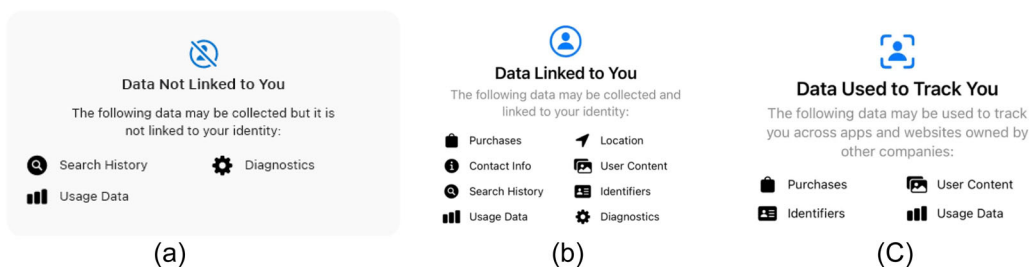 Data Not Linked to You
The following data may be collected but it is
not linked to your identity:
Search History
Diagnostics
Usage Data
(a)
Data Linked to You
The following data may be collected and
linked to your identity:
Purchases
Location
Contact Info
User Content
Search History
Identifiers
Usage Data
Diagnostics
(b)
Data Used to Track You
The following data may be used to track
you across apps and websites owned by
other companies:
Purchases
User Content
Identifiers
Usage Data
(C)